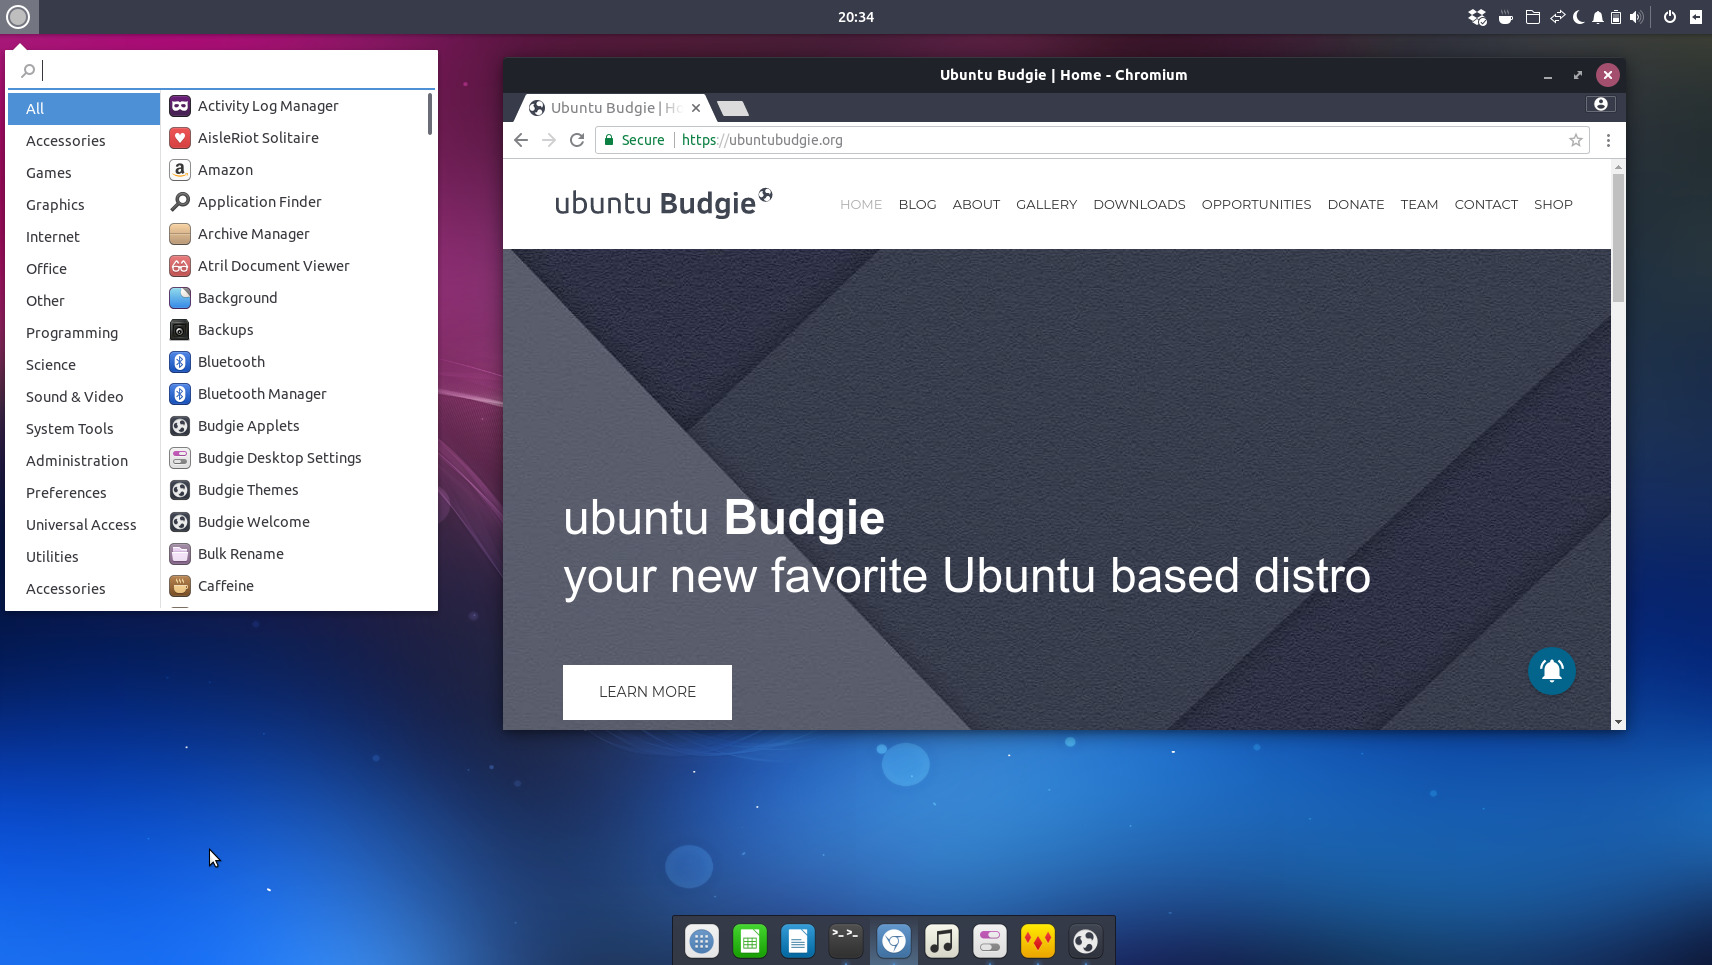 20:34
All
Accessories
Games
Graphics
Internet
Office
Other
Programming
Science
Sound & Video
System Tools
Administration
Preferences
Universal Access
Utilities
Accessories
Activity Log Manager
AisleRiot Solitaire
Amazon
Application Finder
Archive Manager
Atril Document Viewer
Background
Backups
Bluetooth
Bluetooth Manager
Budgie Applets
Budgie Desktop Settings
Budgie Themes
Budgie Welcome
Bulk Rename
Caffeine
Ubuntu Budgie | Home - Chromium
Ubuntu Budgie | Ho
Secure https://ubuntubudgie.org
ubuntu Budgie
HOME BLOG ABOUT GALLERY DOWNLOADS OPPORTUNITIES DONATE TEAM CONTACT SHOP
ubuntu Budgie
your new favorite Ubuntu based distro
LEARN MORE